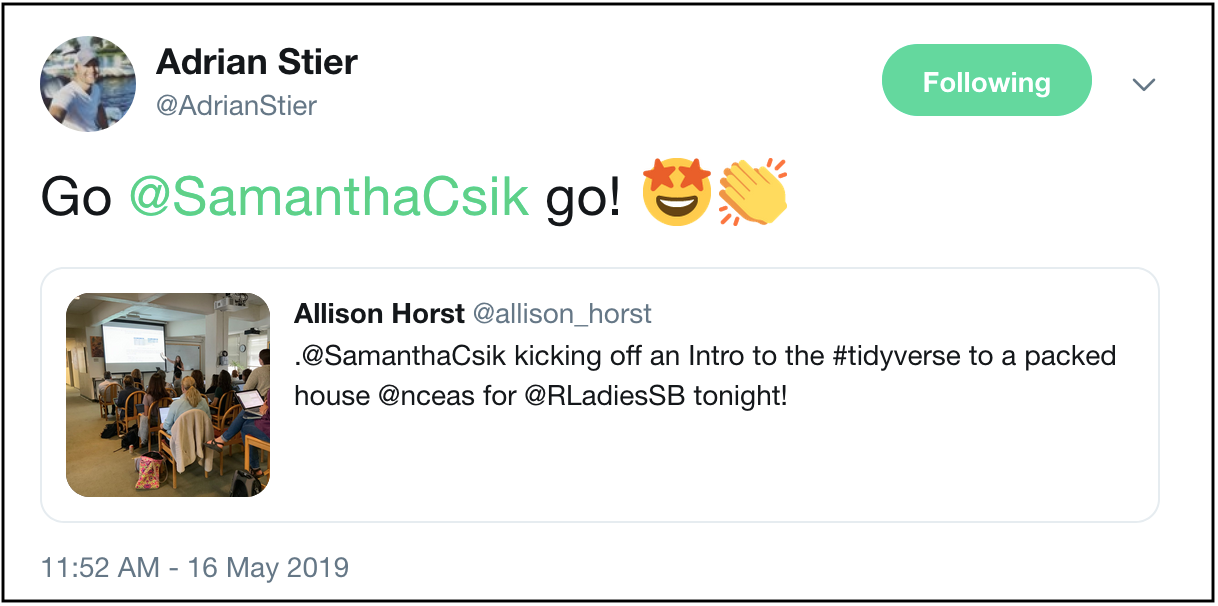 Adrian Stier
@AdrianStier
Following
Go @SamanthaCsik go! 🤩👏
Allison Horst @allison_horst
.@SamanthaCsik kicking off an Intro to the #tidyverse to a packed
house @nceas for @RLadiesSB tonight!
11:52 AM - 16 May 2019